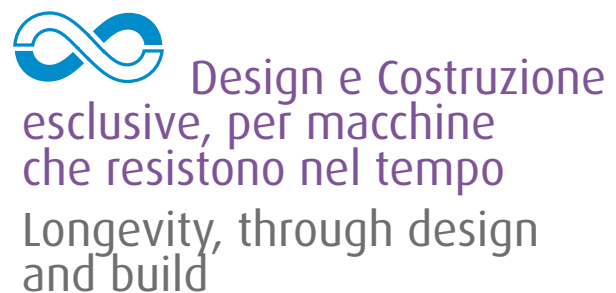 Design e Costruzione
esclusive, per macchine
che resistono nel tempo
Longevity, through design
and build